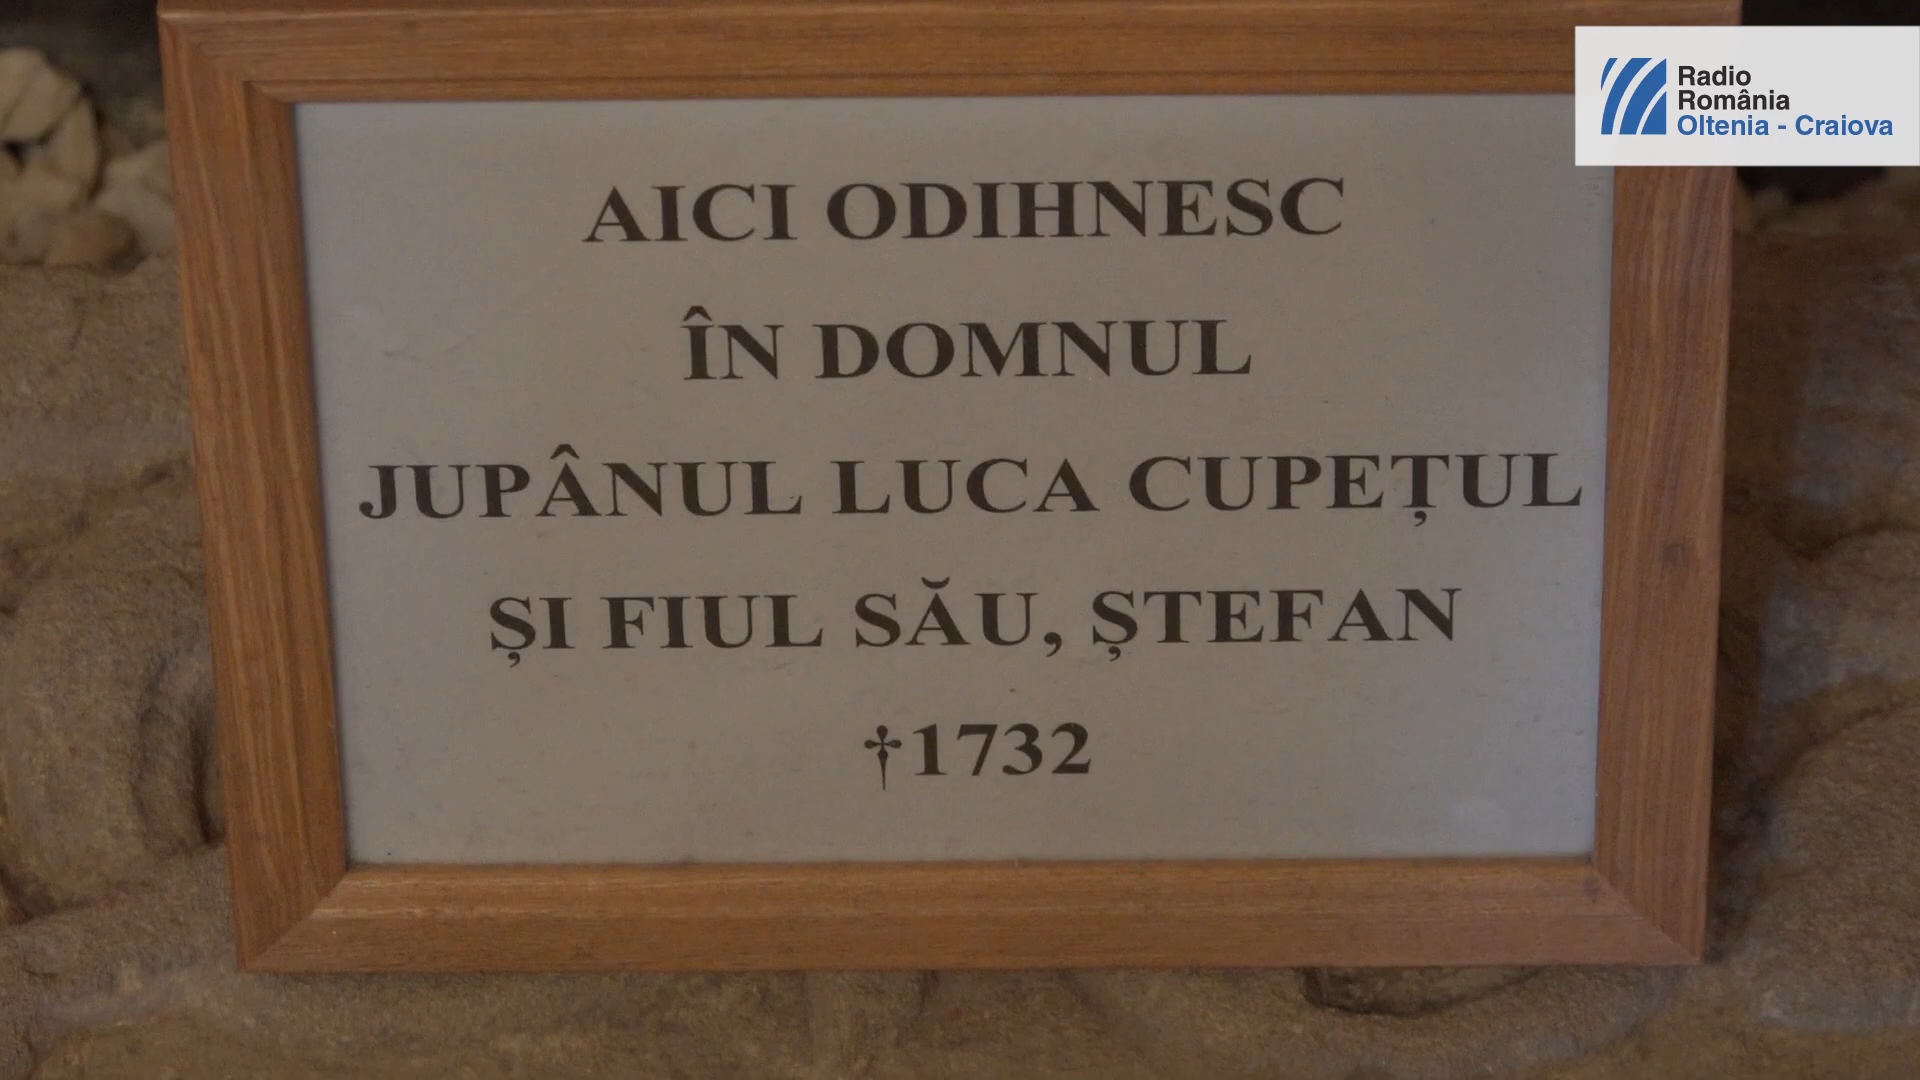 Radio
România
Oltenia - Craiova
AICI ODIHNESC
ÎN DOMNUL
JUPÂNUL LUCA CUPEȚUL
ȘI FIUL SĂU, ȘTEFAN
†1732